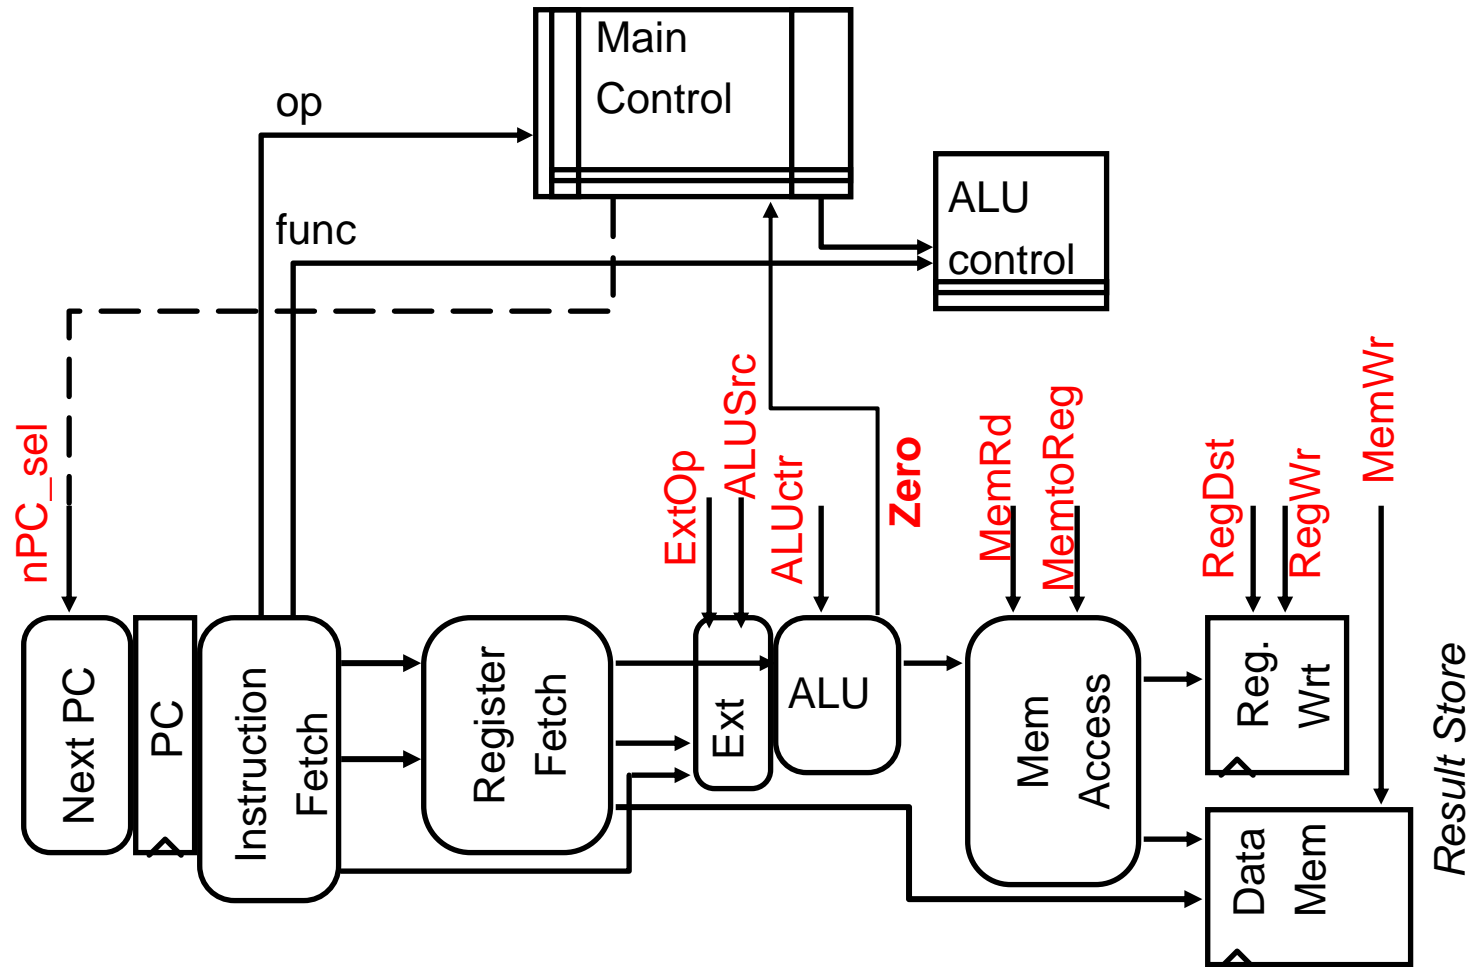 Main
Control
op
ALU
control
func
nPC_sel
ExtOp
ALUSrc
ALUctr
Zero
MemRd
MemtoReg
RegDst
RegWr
MemWr
Next PC
PC
Instruction
Fetch
Register
Fetch
Ext
ALU
Mem
Access
Reg.
Wrt
Data
Mem
Result Store